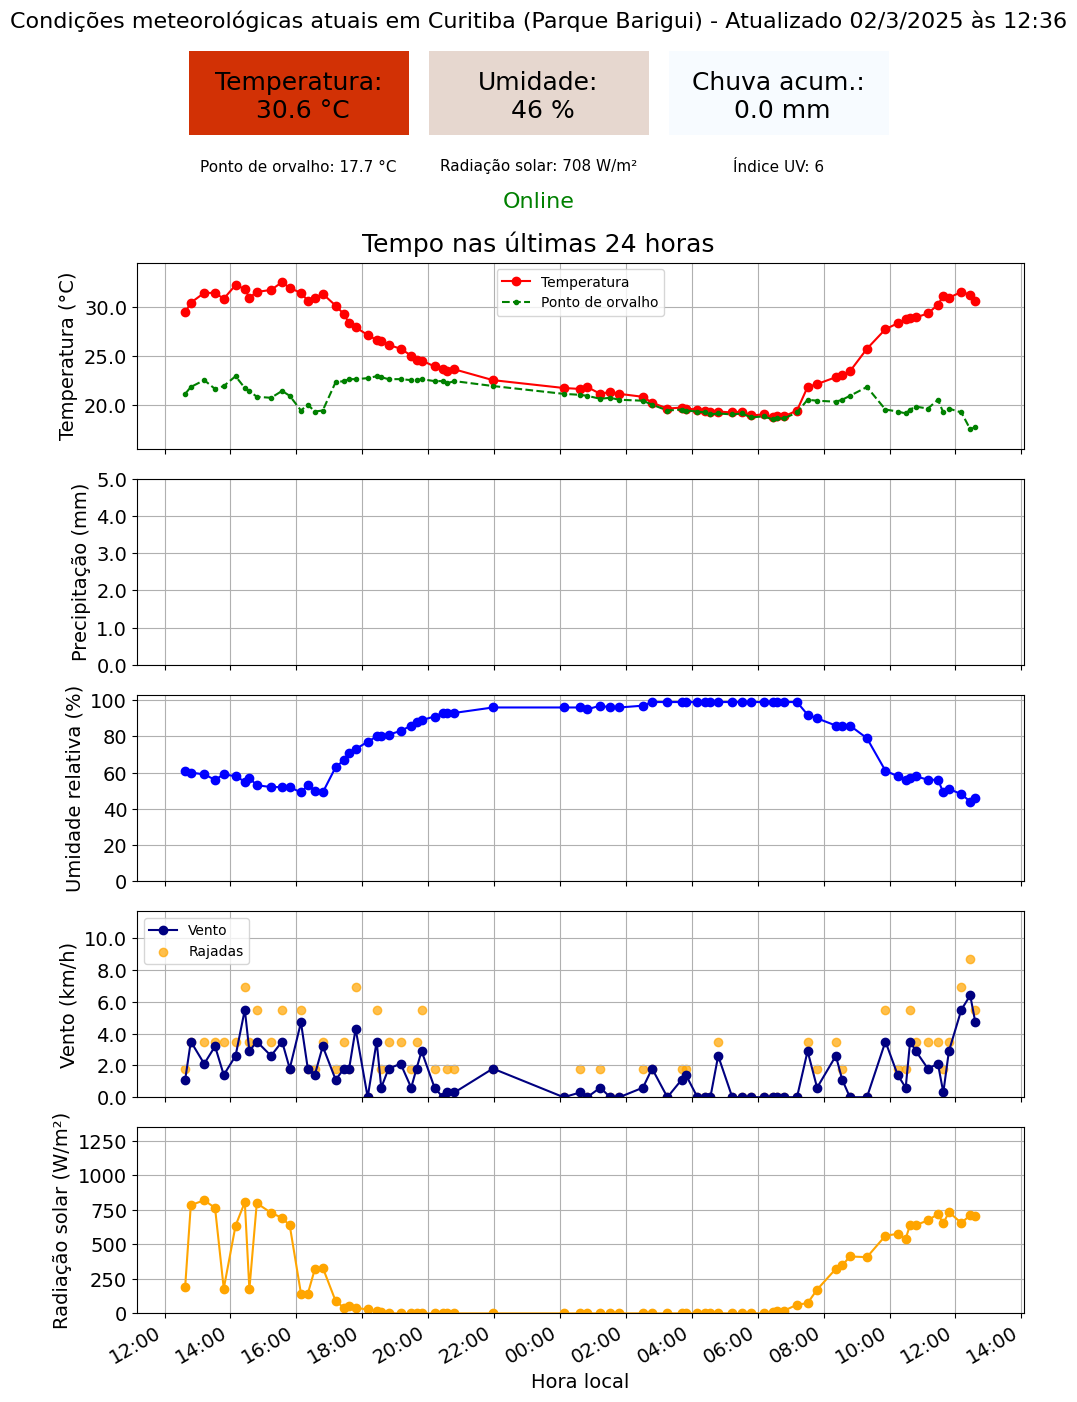 Condições meteorológicas atuais em Curitiba (Parque Barigui) - Atualizado 02/3/2025 às 12:36
Temperatura:
30.6 °C
Umidade:
46 %
Chuva acum.:
0.0 mm
Ponto de orvalho: 17.7 °C
Radiação solar: 708 W/m²
Índice UV: 6
Online
Tempo nas últimas 24 horas
Temperatura (°C)
30.0
25.0
20.0
Temperatura
Ponto de orvalho
Precipitação (mm)
5.0
4.0
3.0
2.0
1.0
0.0
Umidade relativa (%)
100
80
60
40
20
0
Vento (km/h)
10.0
8.0
6.0
4.0
2.0
0.0
Vento
Rajadas
Radiação solar (W/m²)
1250
1000
750
500
250
0
12:00
14:00
16:00
18:00
20:00
22:00
00:00
02:00
04:00
06:00
08:00
10:00
12:00
14:00
Hora local